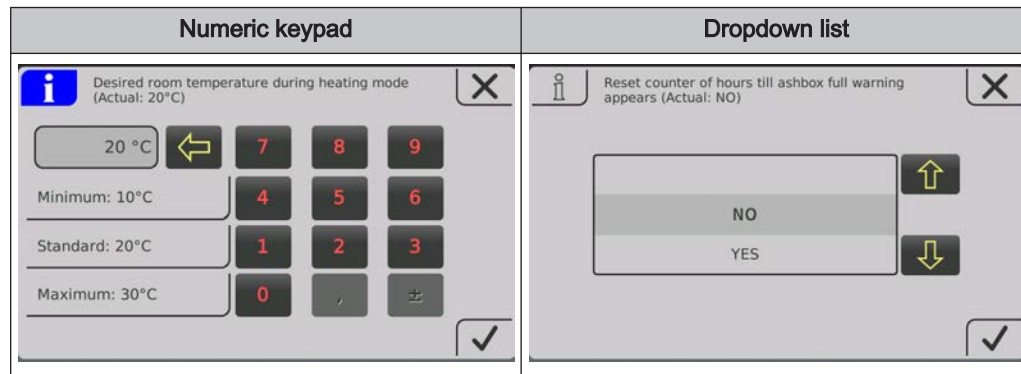 Numeric keypad
Dropdown list
i
Desired room temperature during heating mode
(Actual: 20°C)
20 °C
7 8 9
Minimum: 10°C
4 5 6
Standard: 20°C
1 2 3
Maximum: 30°C
0 , ±
i
Reset counter of hours till ashbox full warning
appears (Actual: NO)
NO
YES